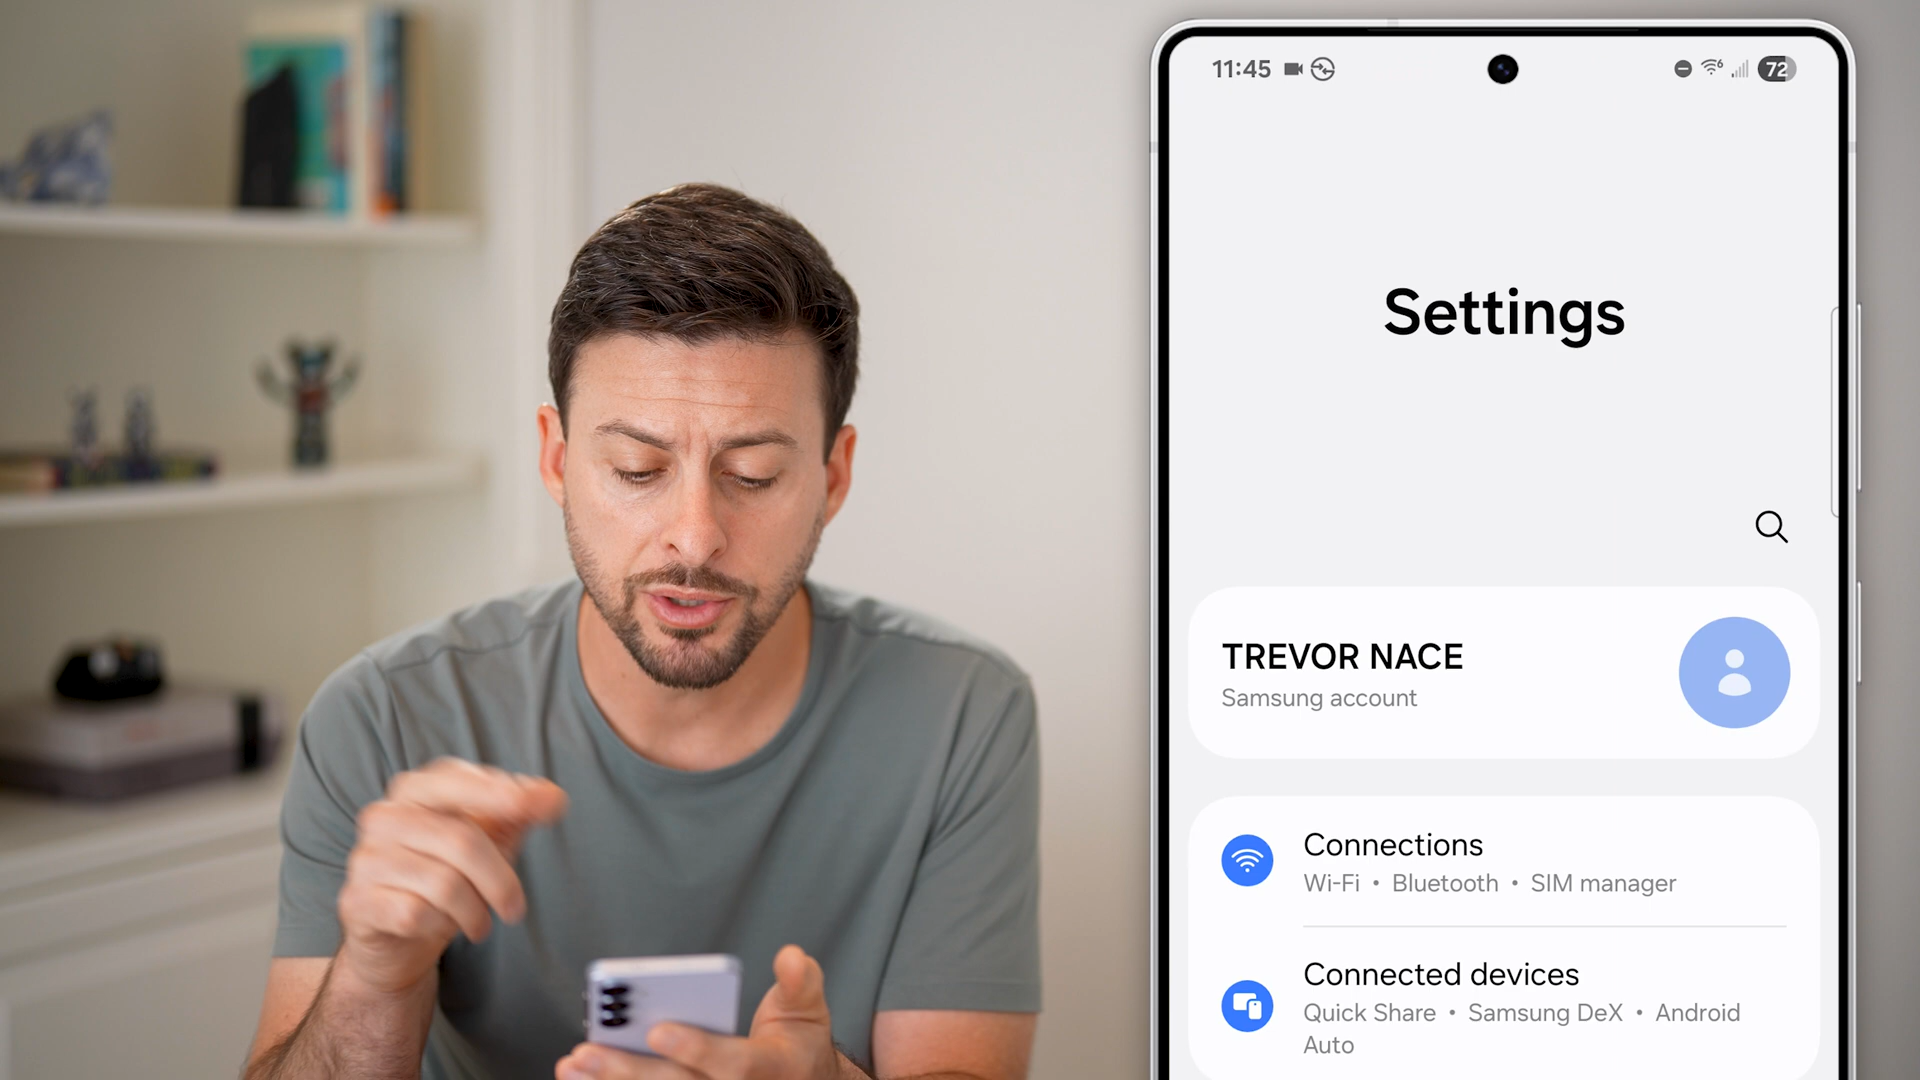 11:45
6
72
Settings
TREVOR NACE
Samsung account
Connections
Wi-Fi • Bluetooth • SIM manager
Connected devices
Quick Share • Samsung DeX • Android
Auto